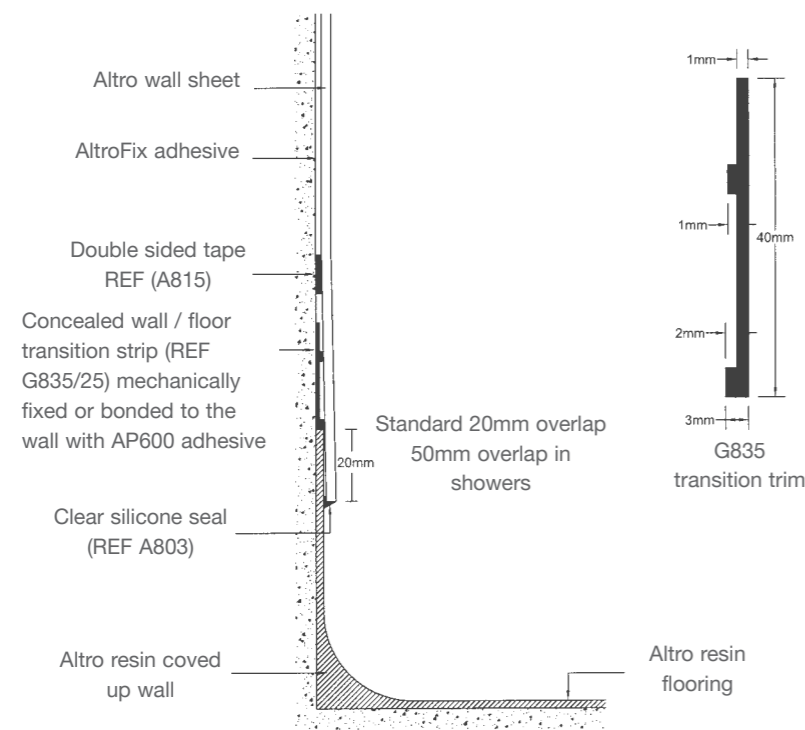 Altro wall sheet
AltroFix adhesive
Double sided tape
REF (A815)
Concealed wall / floor
transition strip (REF
G835/25) mechanically
fixed or bonded to the
wall with AP600 adhesive
20mm
Standard 20mm overlap
50mm overlap in
showers
Clear silicone seal
(REF A803)
Altro resin coved
up wall
Altro resin
flooring
1mm
1mm
40mm
2mm
3mm
G835
transition trim